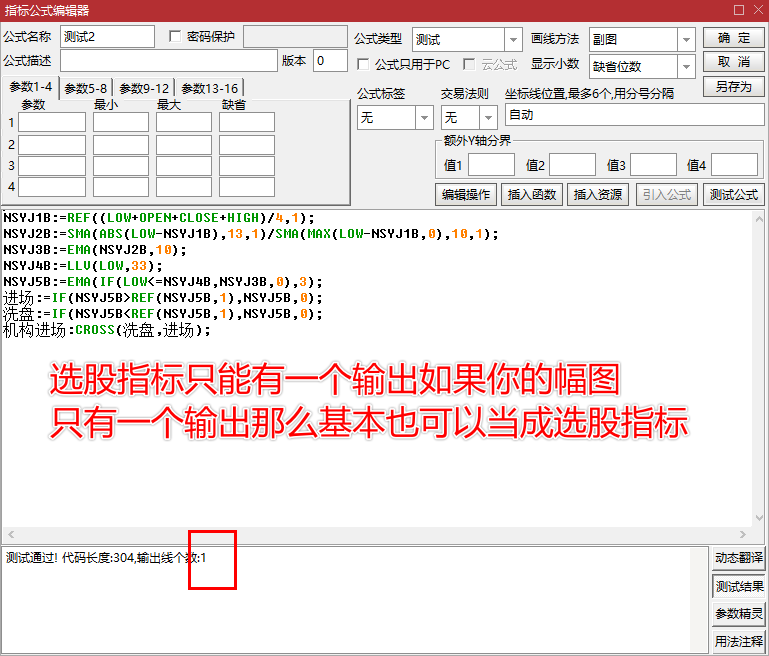 指标公式编辑器
公式名称 测试2 密码保护 公式类型 测试 画线方法 副图 确 定
公式描述 版本 0 公式只用于PC 云公式 显示小数 缺省位数 取 消
另存为
参数1-4 参数5-8 参数9-12 参数13-16 公式标签 交易法则 坐标线位置,最多6个,用分号分隔
参数 最小 最大 缺省 无 无 自动
1
2
3
4
额外Y轴分界
值1 值2 值3 值4
编辑操作 插入函数 插入资源 引入公式 测试公式
NSYJ1B:=REF((LOW+OPEN+CLOSE+HIGH)/4,1);
NSYJ2B:=SMA(ABS(LOW-NSYJ1B),13,1)/SMA(MAX(LOW-NSYJ1B,0),10,1);
NSYJ3B:=EMA(NSYJ2B,10);
NSYJ4B:=LLV(LOW,33);
NSYJ5B:=EMA(IF(LOW<=NSYJ4B,NSYJ3B,0),3);
进场:=IF(NSYJ5B>REF(NSYJ5B,1),NSYJ5B,0);
洗盘:=IF(NSYJ5B<REF(NSYJ5B,1),NSYJ5B,0);
机构进场:CROSS(洗盘,进场);
选股指标只能有一个输出如果你的幅图
只有一个输出那么基本也可以当成选股指标
测试通过! 代码长度:304,输出线个数:1
动态翻译
测试结果
参数精灵
用法注释